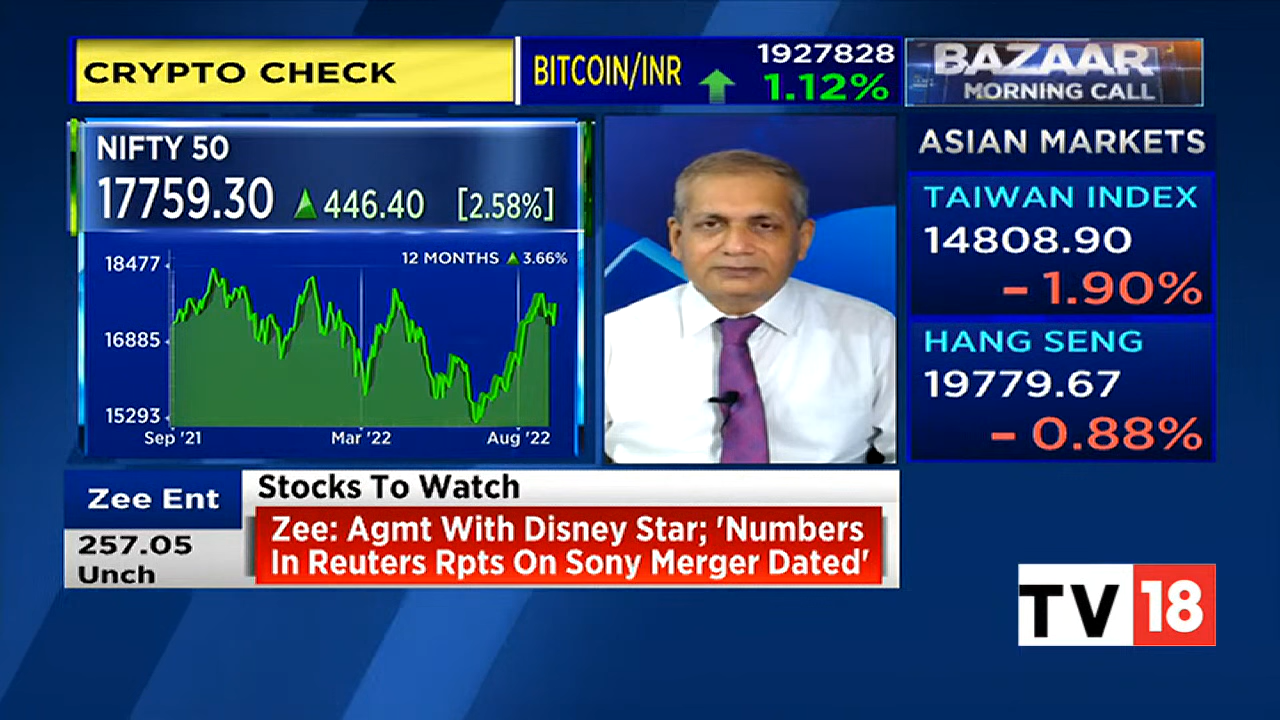 CRYPTO CHECK
BITCOIN/INR
1927828
1.12%
BAZAAR
MORNING CALL
NIFTY 50
17759.30 446.40 [2.58%]
12 MONTHS 3.66%
18477
16885
15293
Sep '21 Mar '22 Aug '22
ASIAN MARKETS
TAIWAN INDEX
14808.90
- 1.90%
HANG SENG
19779.67
- 0.88%
Zee Ent
257.05
Unch
Stocks To Watch
Zee: Agmt With Disney Star; 'Numbers
In Reuters Rpts On Sony Merger Dated'
TV18